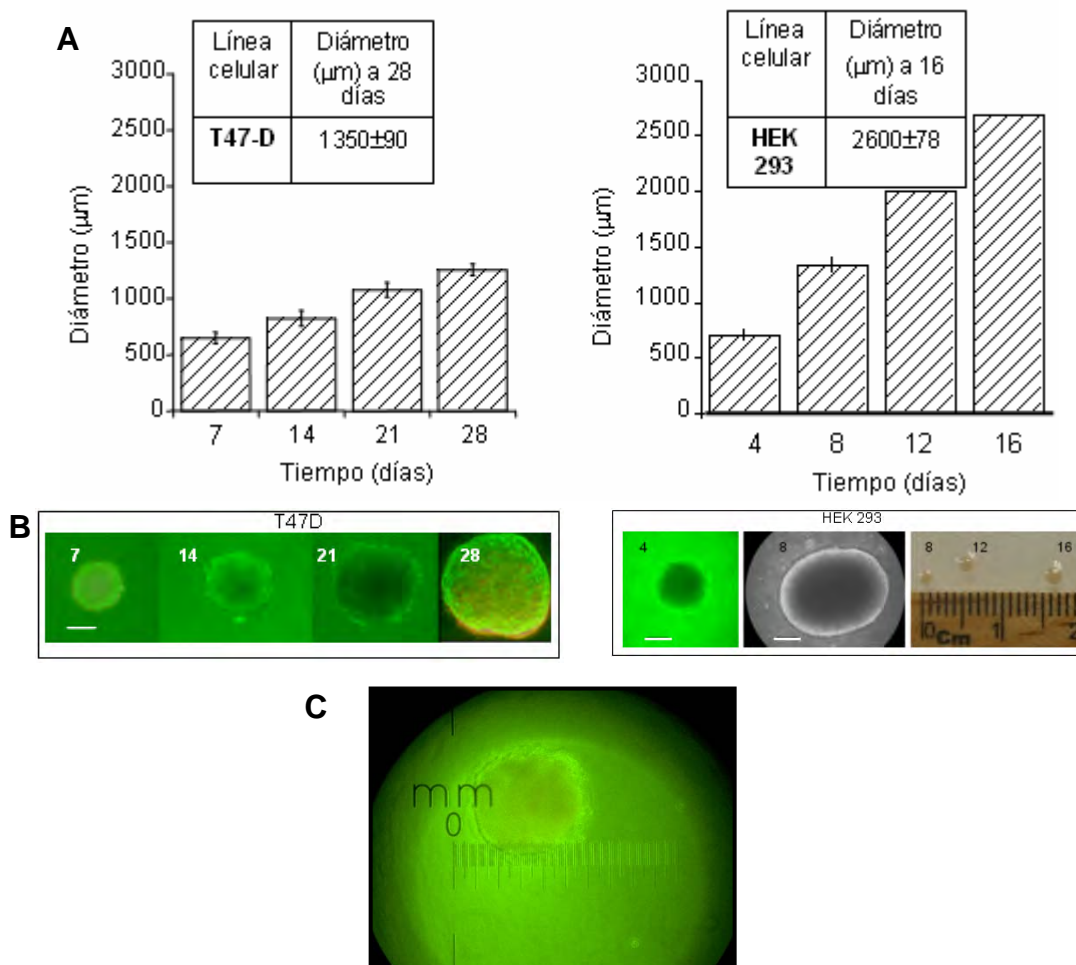 A
Línea celular
Diámetro (µm) a 28 días
T47-D
1350±90
3000
2500
2000
1500
1000
500
0
Diámetro (µm)
7 14 21 28
Tiempo (días)
Línea celular
Diámetro (µm) a 16 días
HEK 293
2600±78
3000
2500
2000
1500
1000
500
0
Diámetro (µm)
4 8 12 16
Tiempo (días)
B
T47D
7 14 21 28
HEK 293
4 8 8 12 16
0 Cm 1 2
C
mm
0